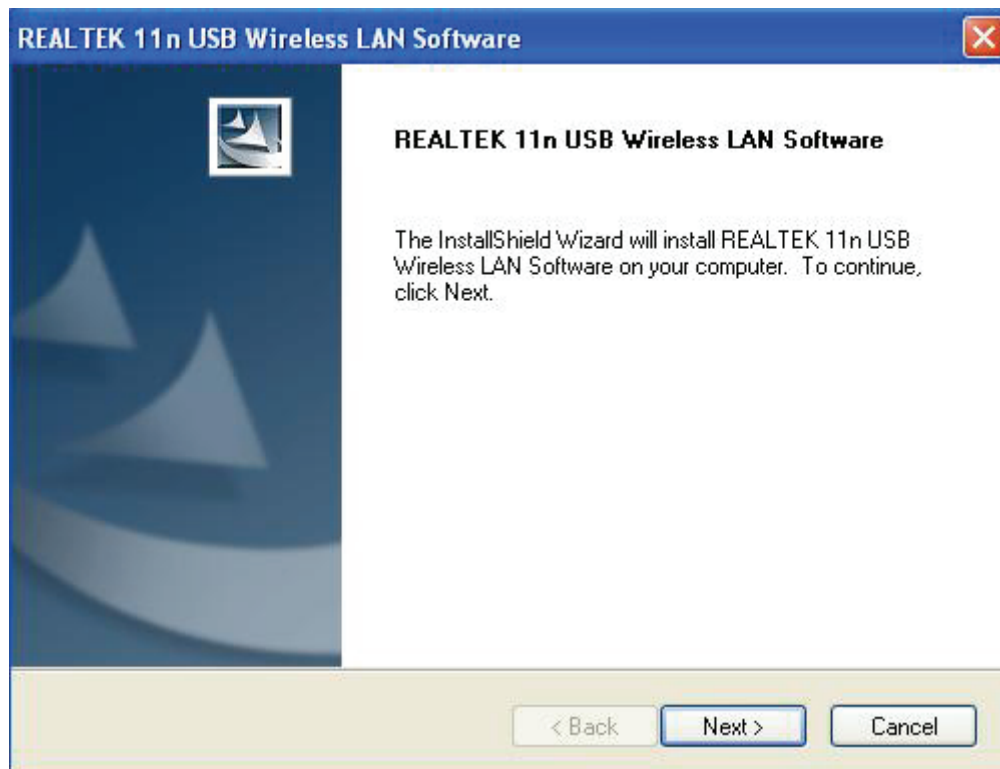 REALTEK 11n USB Wireless LAN Software
REALTEK 11n USB Wireless LAN Software
The InstallShield Wizard will install REALTEK 11n USB
Wireless LAN Software on your computer.  To continue,
click Next.
< Back
Next >
Cancel